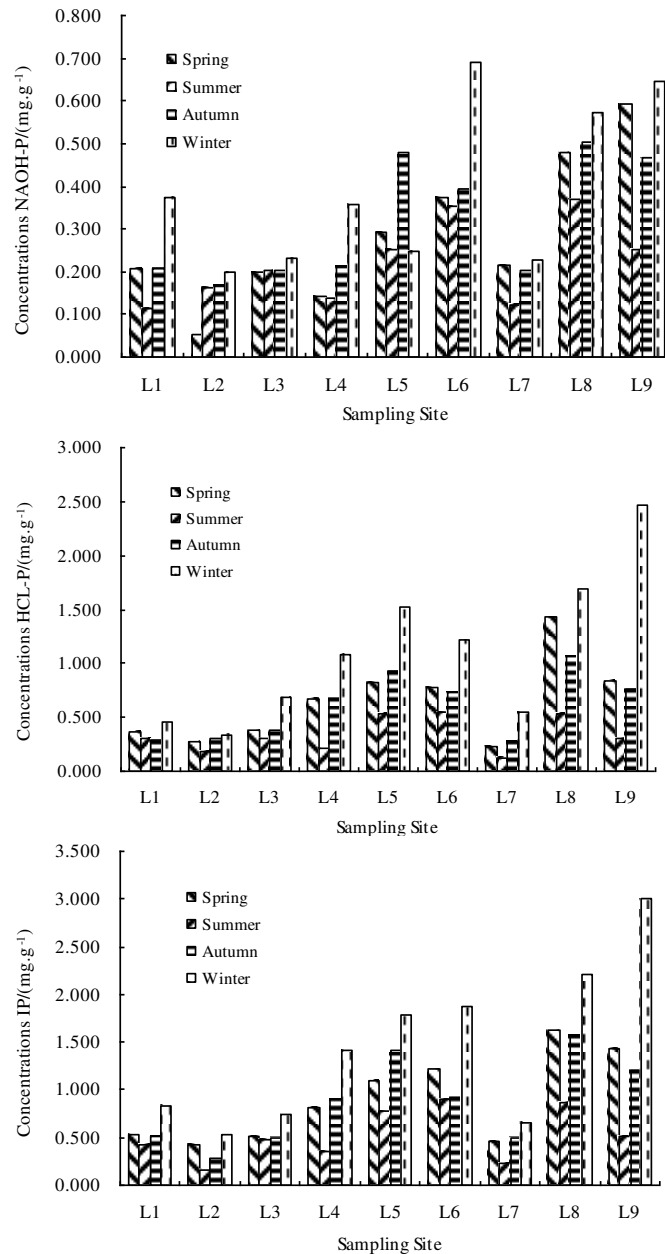 Concentrations NAOH-P/(mg.g-1)
0.800
0.700
0.600
0.500
0.400
0.300
0.200
0.100
0.000
Spring
Summer
Autumn
Winter
L1 L2 L3 L4 L5 L6 L7 L8 L9
Sampling Site
Concentrations HCL-P/(mg.g-1)
3.000
2.500
2.000
1.500
1.000
0.500
0.000
Spring
Summer
Autumn
Winter
L1 L2 L3 L4 L5 L6 L7 L8 L9
Sampling Site
Concentrations IP/(mg.g-1)
3.500
3.000
2.500
2.000
1.500
1.000
0.500
0.000
Spring
Summer
Autumn
Winter
L1 L2 L3 L4 L5 L6 L7 L8 L9
Sampling Site